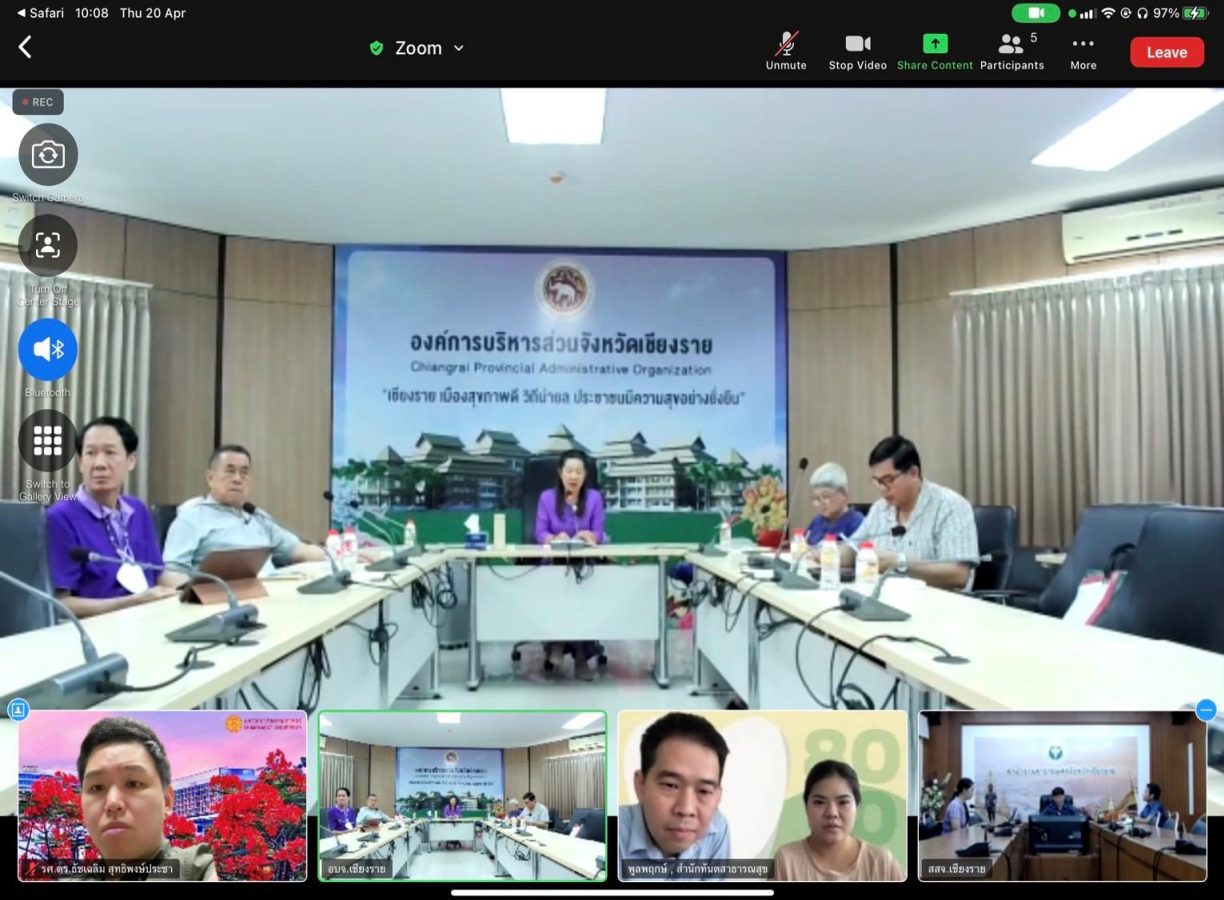 Safari 10:08 Thu 20 Apr
97%
Zoom
5
Unmute
Stop Video
Share Content
Participants
More
Leave
REC
Switch Camera
Turn Off
Center Stage
Bluetooth
Switch to
Gallery View
องค์การบริหารส่วนจังหวัดเชียงราย
Chiangrai Provincial Administrative Organization
"เชียงราย เมืองสุขภาพดี วิถีน่ายล ประชาชนมีความสุขอย่างยั่งยืน"
รศ.ดร.ธัชเฉลิม สุทธิพงษ์ประชา
อบจ.เชียงราย
80
พูลพฤกษ์ , สำนักทันตสาธารณสุข
สสจ.เชียงราย